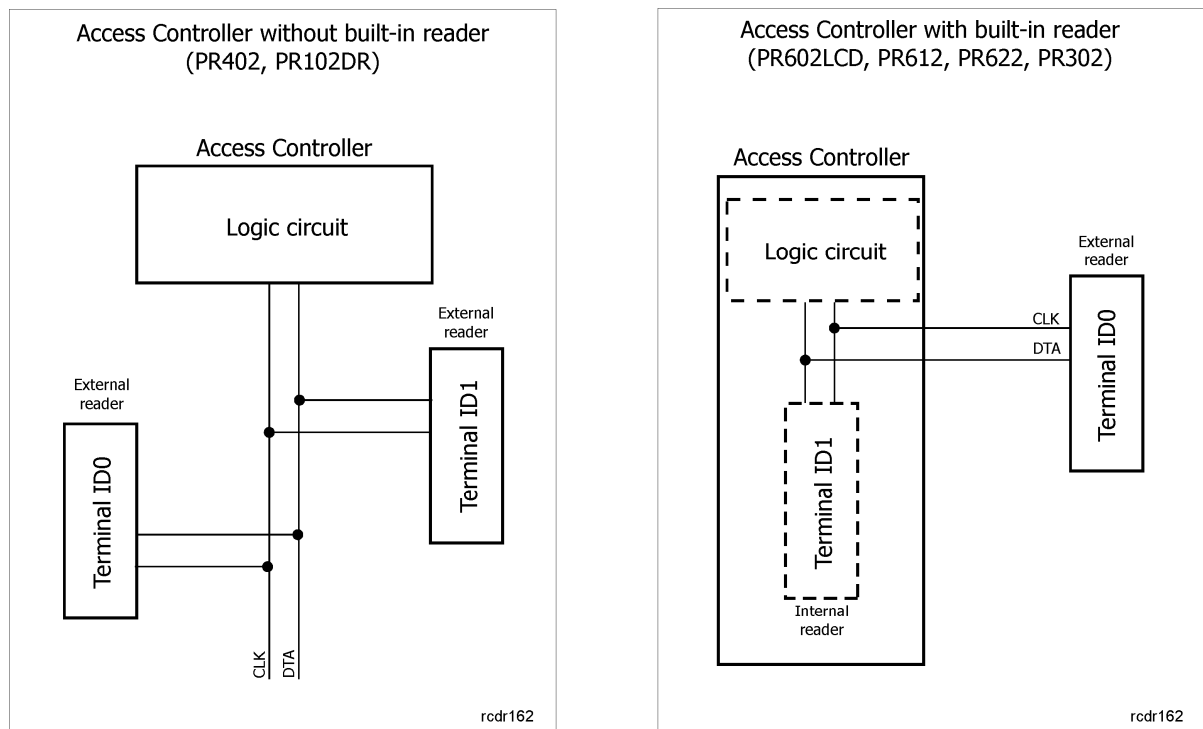 Access Controller without built-in reader
(PR402, PR102DR)
Access Controller
Logic circuit
External
reader
Terminal ID1
External
reader
Terminal ID0
CLK
DTA
rcdr162
Access Controller with built-in reader
(PR602LCD, PR612, PR622, PR302)
Access Controller
Logic circuit
External
reader
Terminal ID0
CLK
DTA
Terminal ID1
Internal
reader
rcdr162